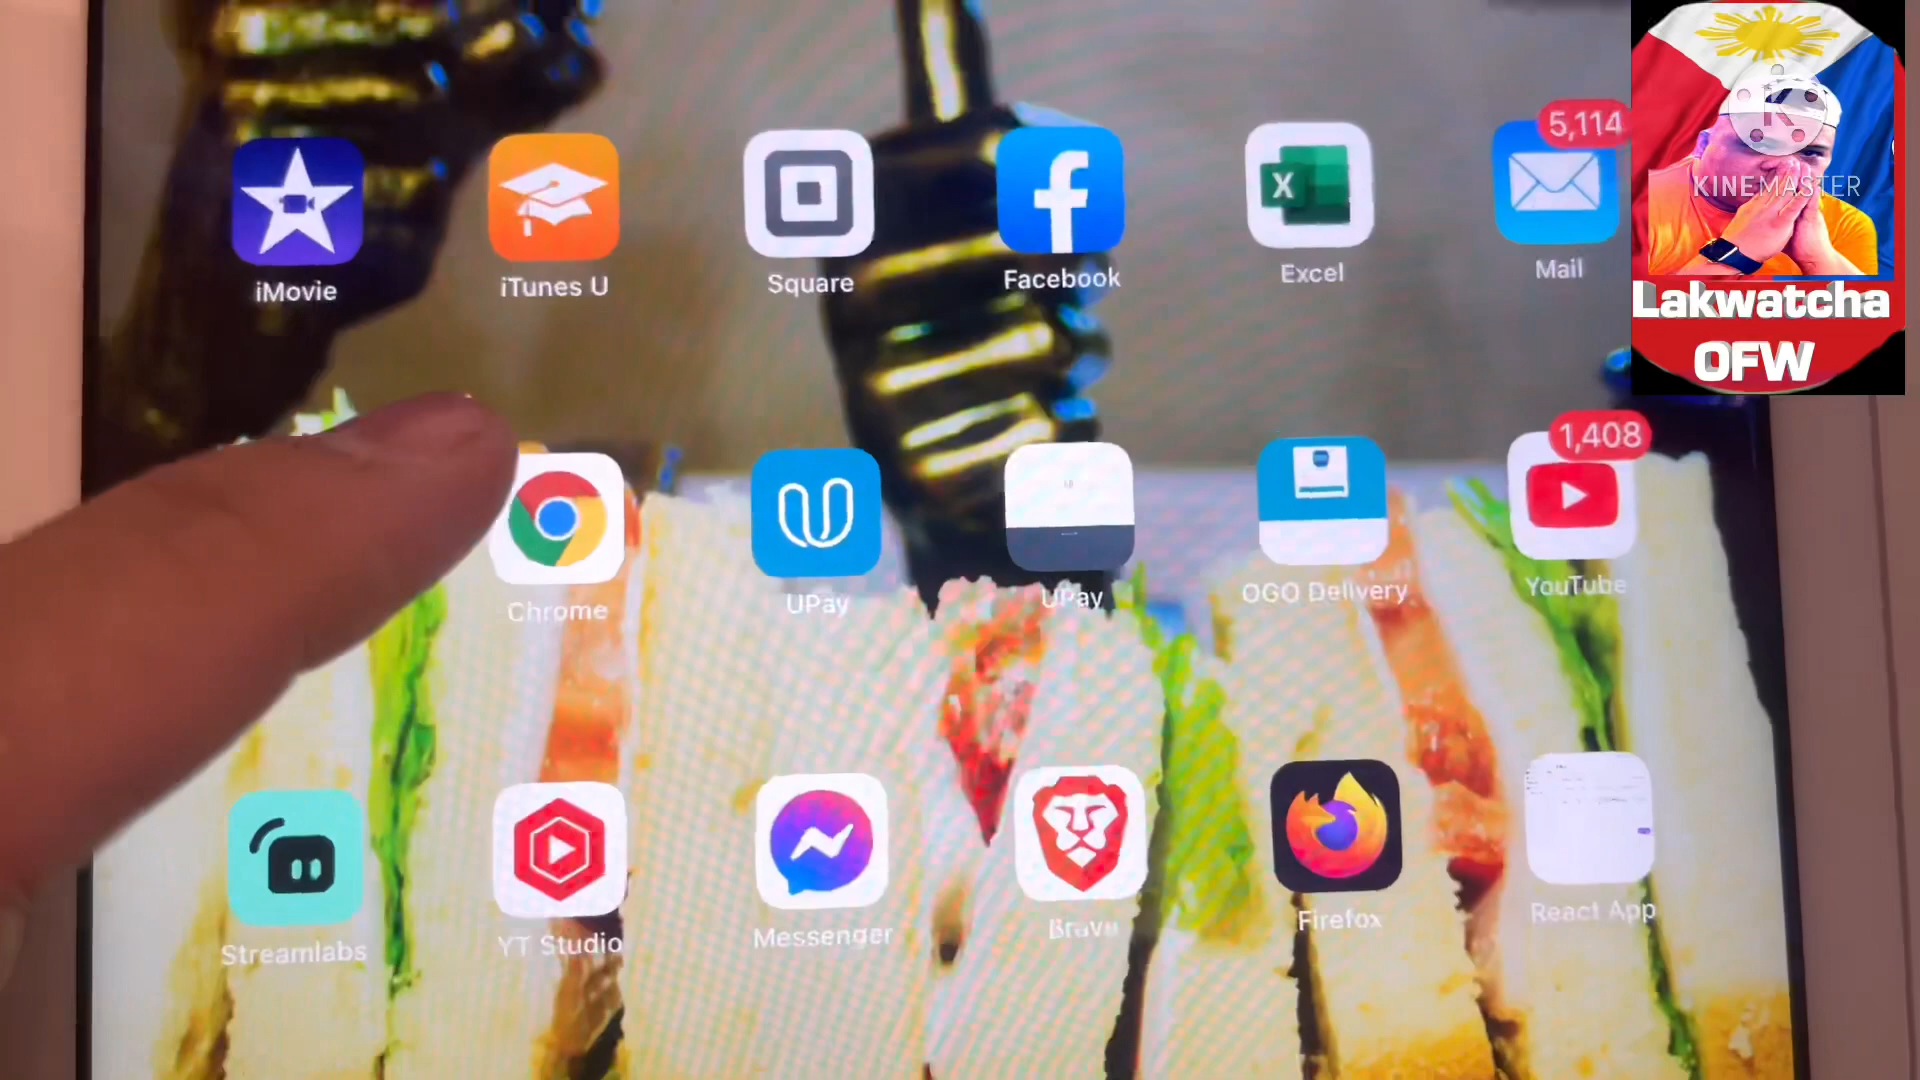 5,114
KINEMASTER
iMovie
iTunes U
Square
Facebook
Excel
Mail
Lakwatcha
OFW
1,408
Chrome
UPay
UPay
OGO Delivery
YouTube
Streamlabs
YT Studio
Messenger
Brave
Firefox
React App